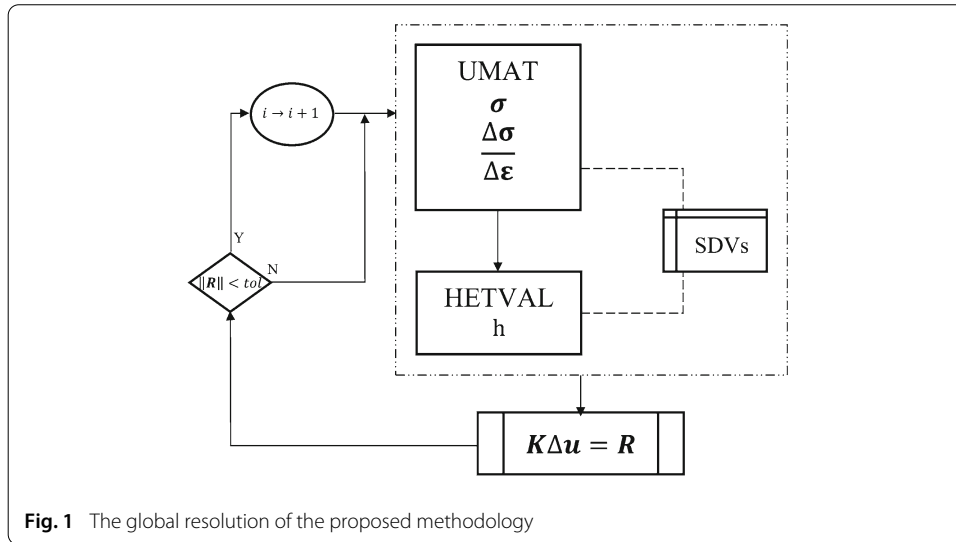 UMAT
σ
Δσ
Δε
i → i + 1
SDVs
Y
N
‖R‖ < tol
HETVAL
h
KΔu = R
Fig. 1 The global resolution of the proposed methodology